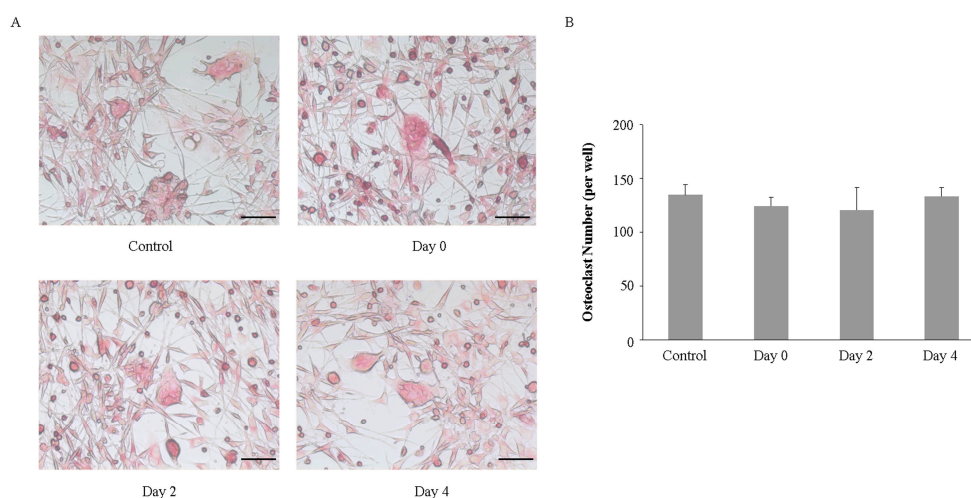 A
Control
Day 0
Day 2
Day 4
B
Osteoclast Number (per well)
200
150
100
50
0
Control
Day 0
Day 2
Day 4